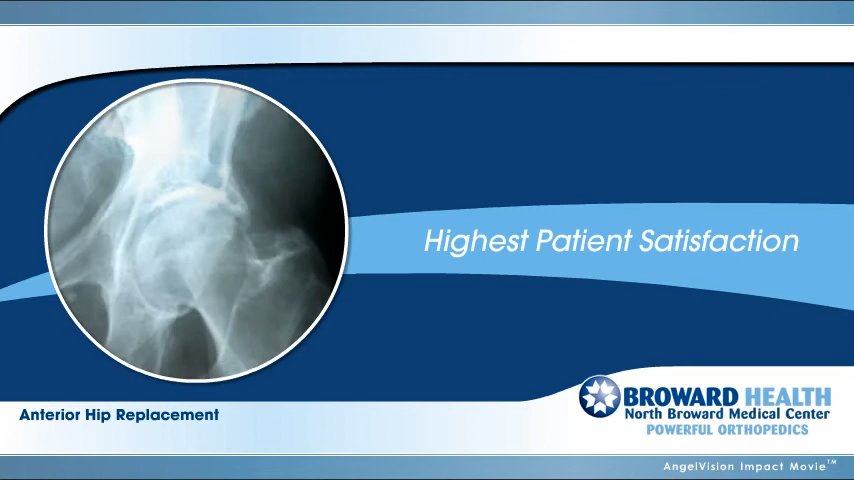 Highest Patient Satisfaction
Anterior Hip Replacement
BROWARD HEALTH
North Broward Medical Center
POWERFUL ORTHOPEDICS
AngelVision Impact Movie™